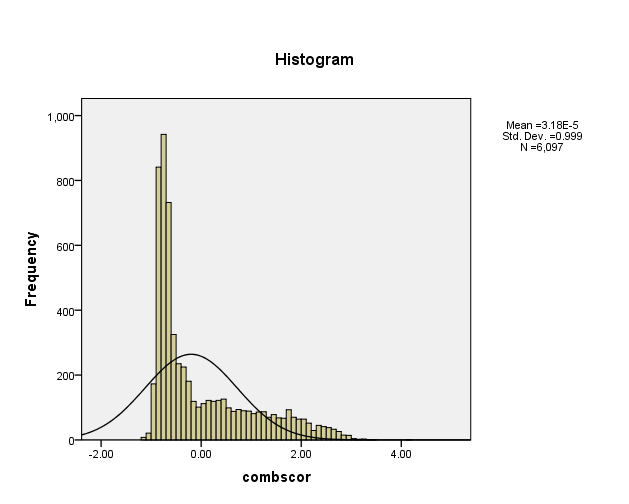 Histogram
Mean =3.18E-5
Std. Dev. =0.999
N =6,097
1,000
800
600
400
200
0
Frequency
-2.00 0.00 2.00 4.00
combscor